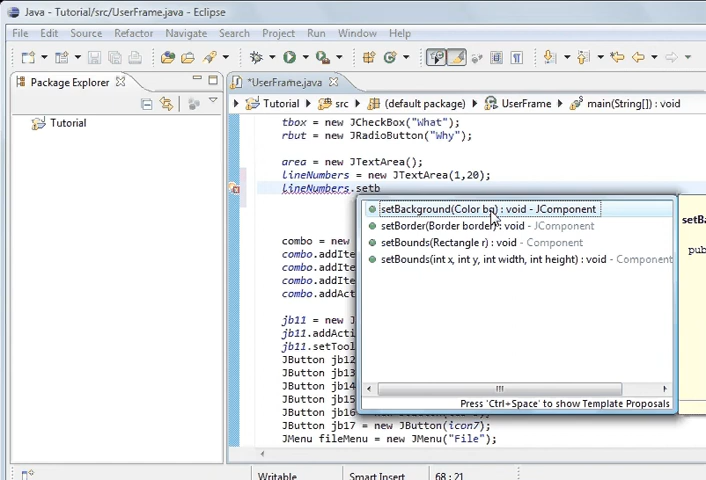 Java - Tutorial/src/UserFrame.java - Eclipse
File Edit Source Refactor Navigate Search Project Run Window Help
Package Explorer
*UserFrame.java
Tutorial src (default package) UserFrame main(String[]) : void
Tutorial
tbox = new JCheckBox("What");
rbut = new JRadioButton("Why");
area = new JTextArea();
lineNumbers = new JTextArea(1,20);
lineNumbers.setb
setBackground(Color bg) : void - JComponent
setBorder(Border border) : void - JComponent
setBounds(Rectangle r) : void - Component
setBounds(int x, int y, int width, int height) : void - Component
Press 'Ctrl+Space' to show Template Proposals
setB
pub
combo = new
combo.addIte
combo.addIte
combo.addIte
combo.addIte
combo.addAct
jb11 = new J
jb11.addActi
jb11.setTool
JButton jb12
JButton jb13
JButton jb14
JButton jb15
JButton jb16
JButton jb17 = new JButton(icon7);
JMenu fileMenu = new JMenu("File");
Writable Smart Insert 68 : 21